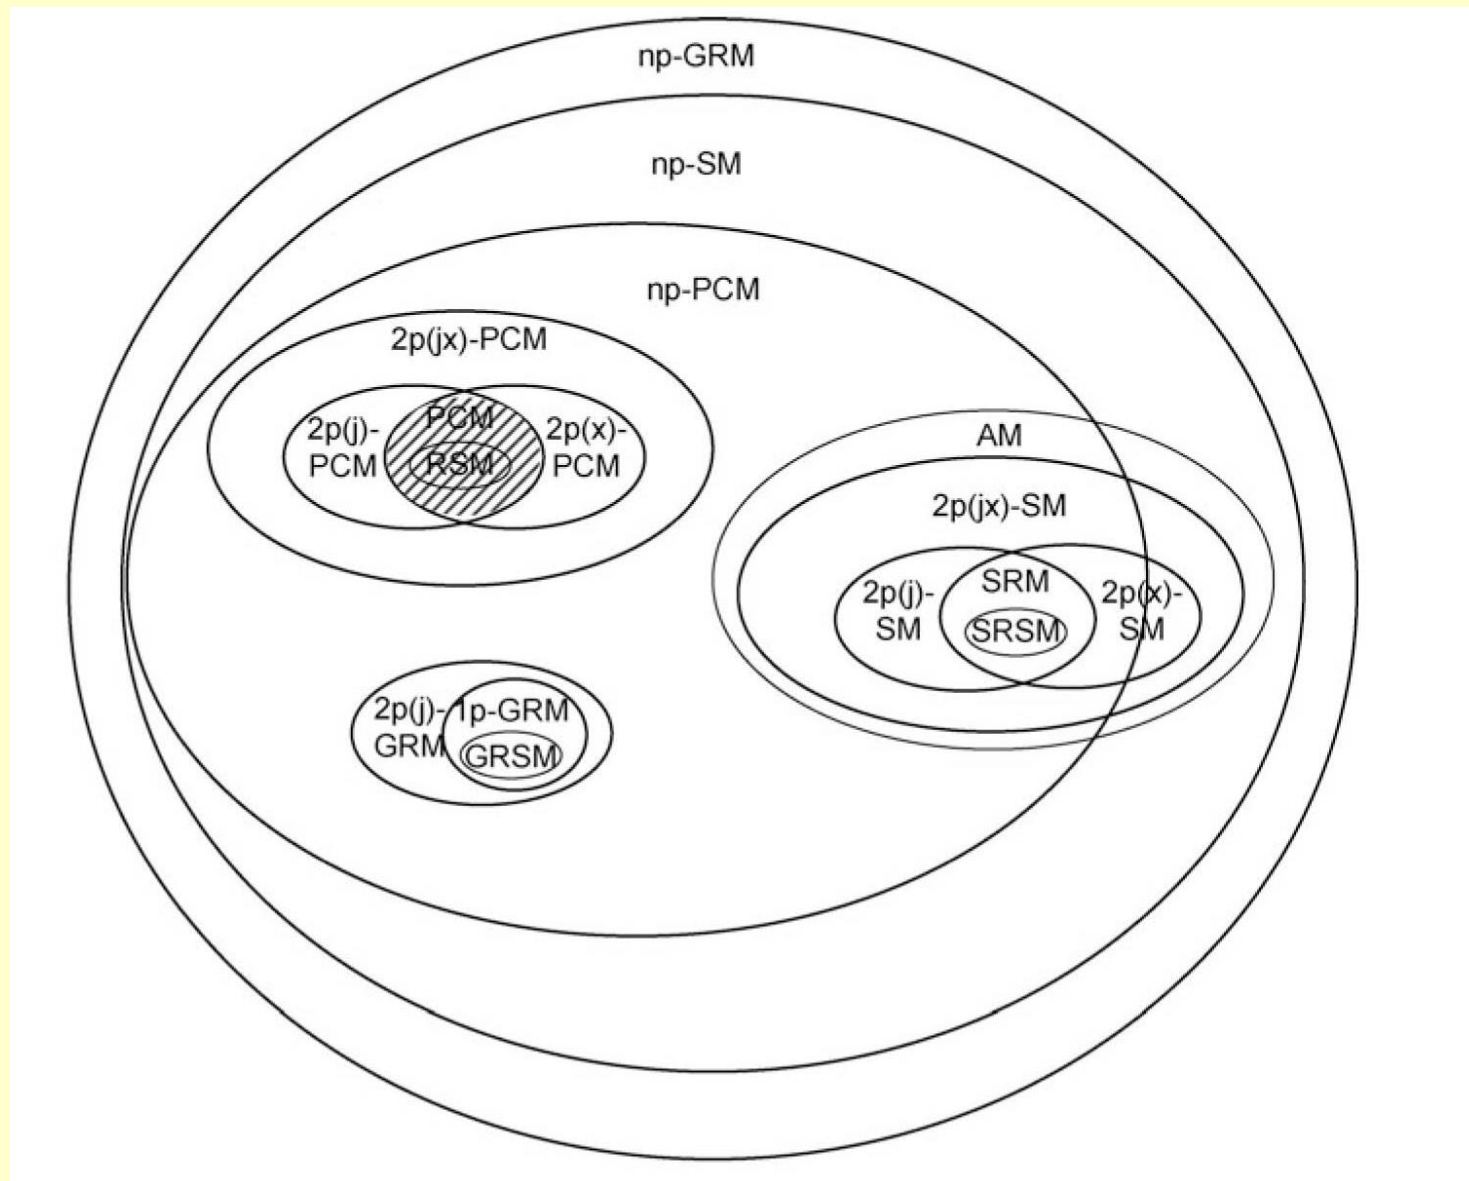 np-GRM
np-SM
np-PCM
2p(jx)-PCM
2p(j)-
PCM
PCM
RSM
2p(x)-
PCM
AM
2p(jx)-SM
2p(j)-
SM
SRM
SRSM
2p(x)-
SM
2p(j)-
GRM
1p-GRM
GRSM